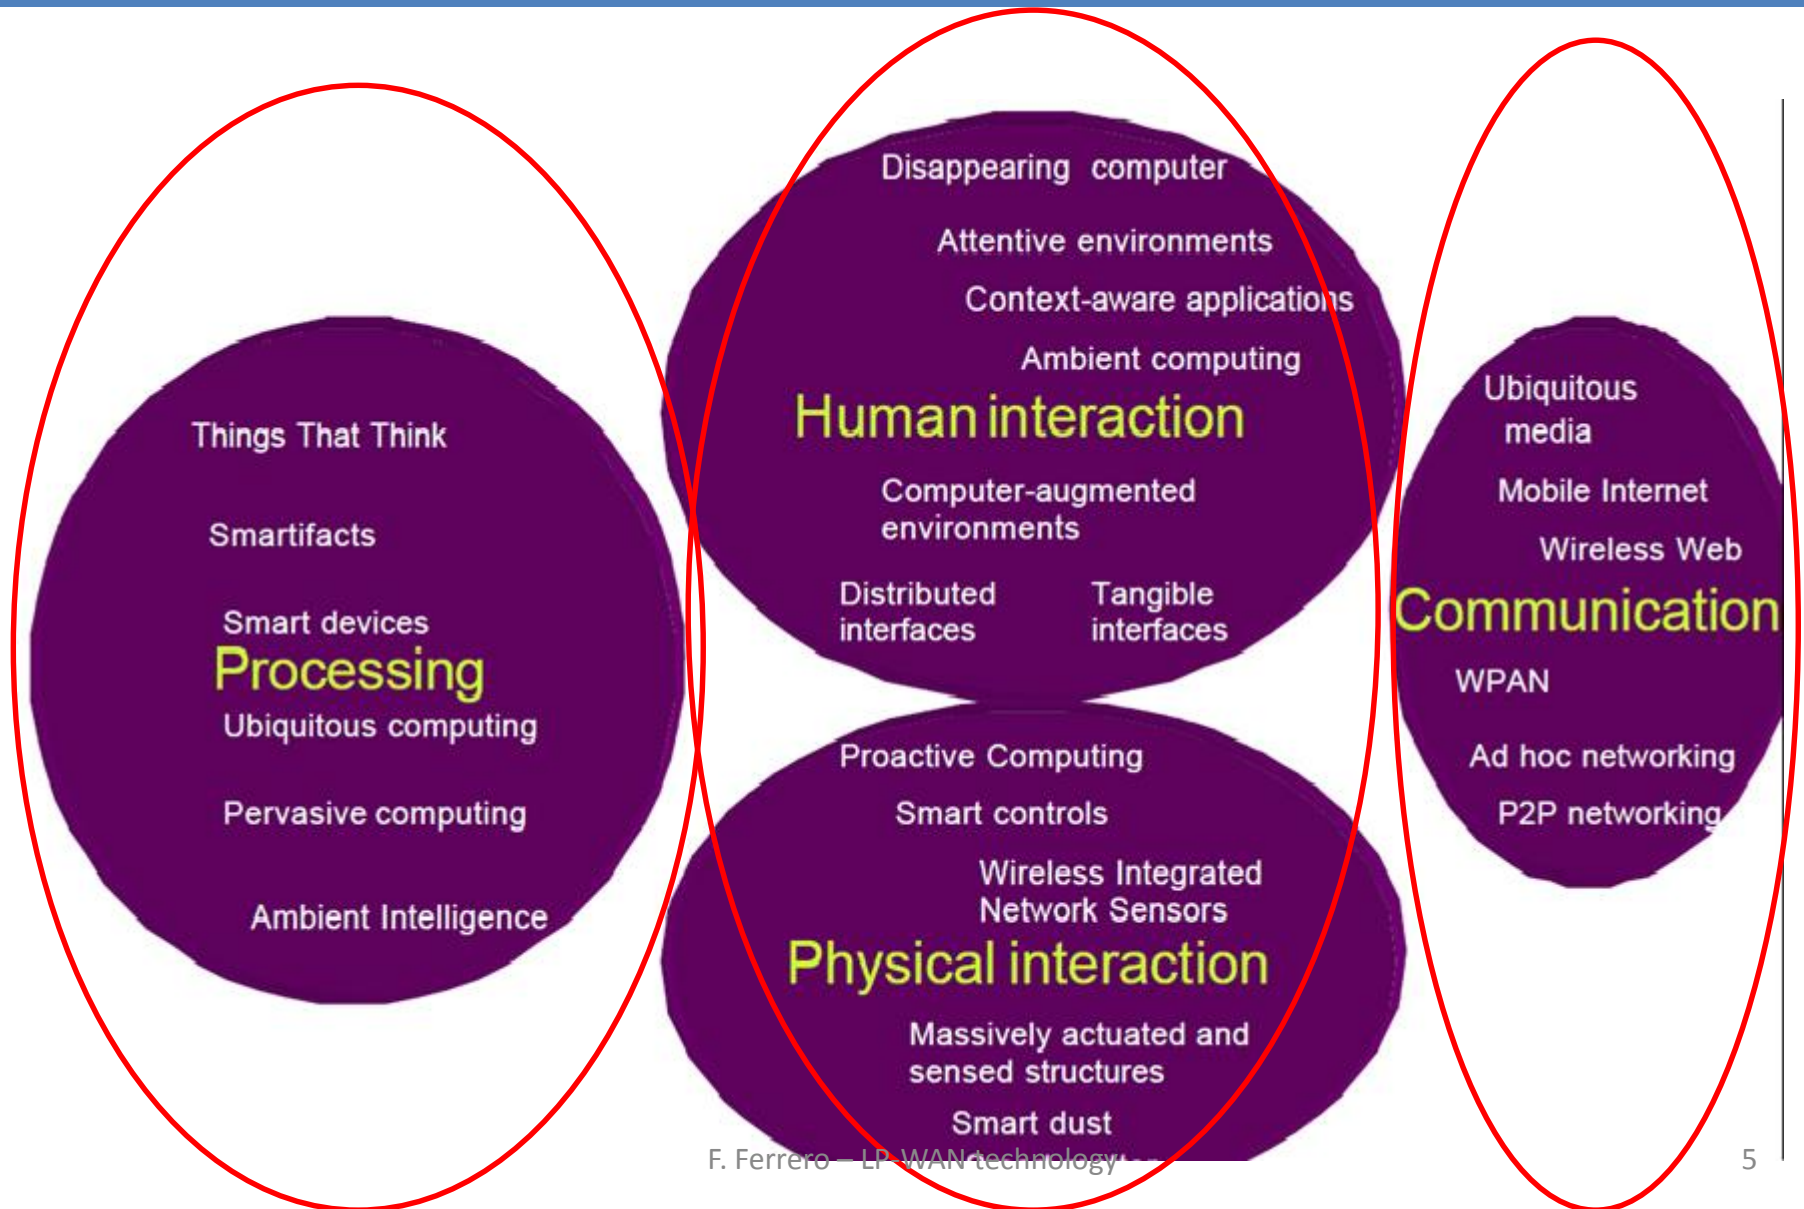 Things That Think
Smartifacts
Smart devices
Processing
Ubiquitous computing
Pervasive computing
Ambient Intelligence
Disappearing computer
Attentive environments
Context-aware applications
Ambient computing
Human interaction
Computer-augmented
environments
Distributed
interfaces
Tangible
interfaces
Proactive Computing
Smart controls
Wireless Integrated
Network Sensors
Physical interaction
Massively actuated and
sensed structures
Smart dust
Ubiquitous
media
Mobile Internet
Wireless Web
Communication
WPAN
Ad hoc networking
P2P networking
F. Ferrero – LP-WAN technology
5